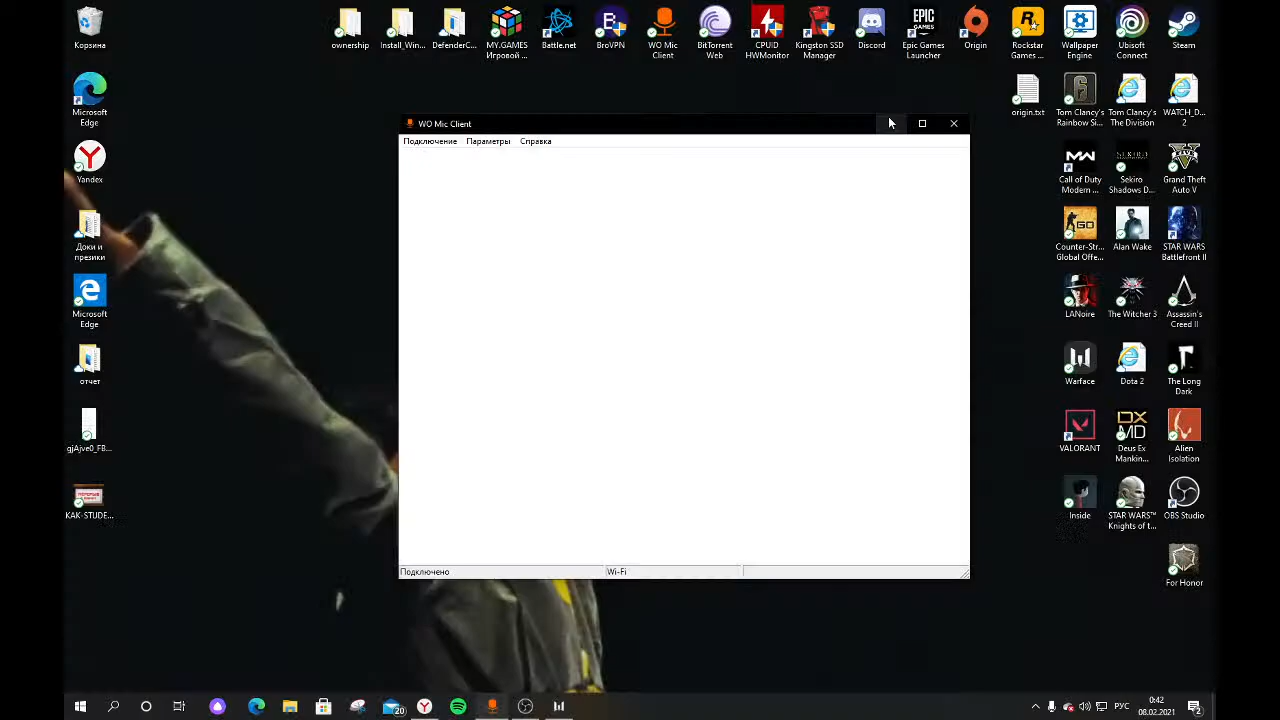 Корзина
ownership
Install_Win...
DefenderC...
MY.GAMES
Игровой ...
Battle.net
BroVPN
WO Mic
Client
BitTorrent
Web
CPUID
HWMonitor
Kingston SSD
Manager
Discord
Epic Games
Launcher
Origin
Rockstar
Games ...
Wallpaper
Engine
Ubisoft
Connect
Steam
Microsoft
Edge
origin.txt
Tom Clancy's
Rainbow Si...
Tom Clancy's
The Division
WATCH_D...
2
WO Mic Client
Подключение Параметры Справка
Yandex
Call of Duty
Modern ...
Sekiro
Shadows D...
Grand Theft
Auto V
Доки и
презики
Counter-Str...
Global Offe...
Alan Wake
STAR WARS
Battlefront II
Microsoft
Edge
LANoire
The Witcher 3
Assassin's
Creed II
отчет
Warface
Dota 2
The Long
Dark
gjAjve0_FB...
VALORANT
Deus Ex
Mankin...
Alien
Isolation
KAK-STUDE...
Inside
STAR WARS™
Knights of t...
OBS Studio
For Honor
Подключено Wi-Fi
20
РУС
0:42
08.02.2021